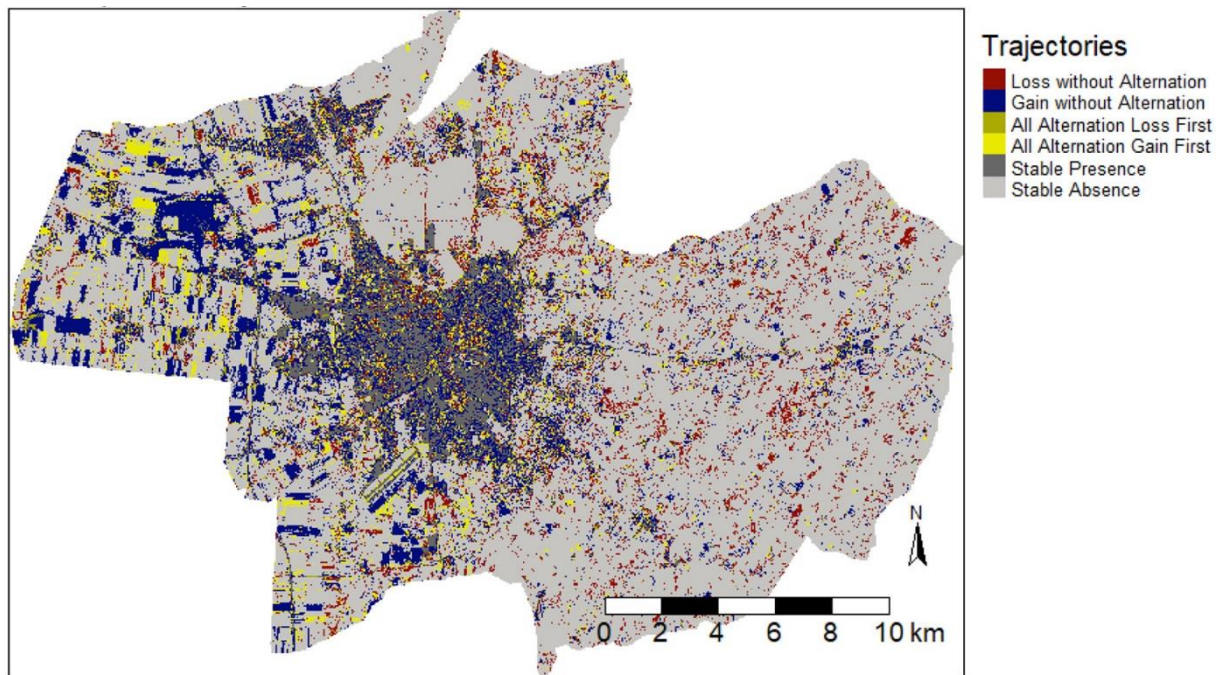 Trajectories
Loss without Alternation
Gain without Alternation
All Alternation Loss First
All Alternation Gain First
Stable Presence
Stable Absence
N
0 2 4 6 8 10 km